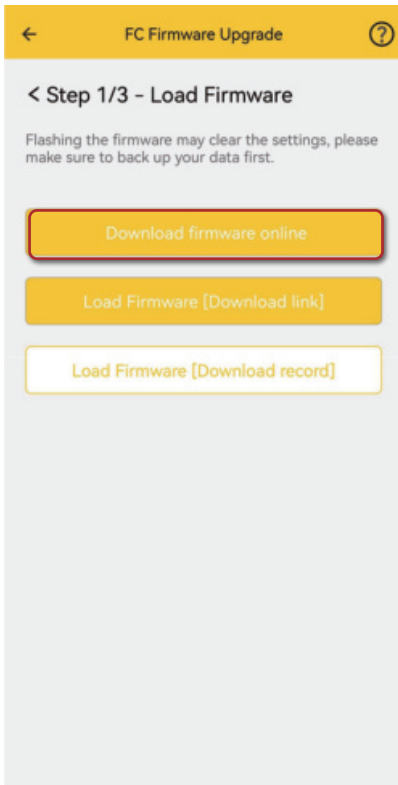 FC Firmware Upgrade
< Step 1/3 - Load Firmware
Flashing the firmware may clear the settings, please
make sure to back up your data first.
Download firmware online
Load Firmware [Download link]
Load Firmware [Download record]